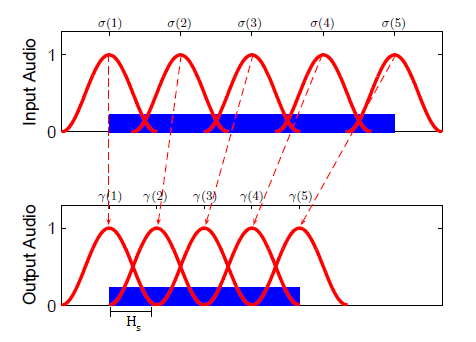 σ(1) σ(2) σ(3) σ(4) σ(5)
Input Audio
1
0
γ(1) γ(2) γ(3) γ(4) γ(5)
Output Audio
1
0
Hs